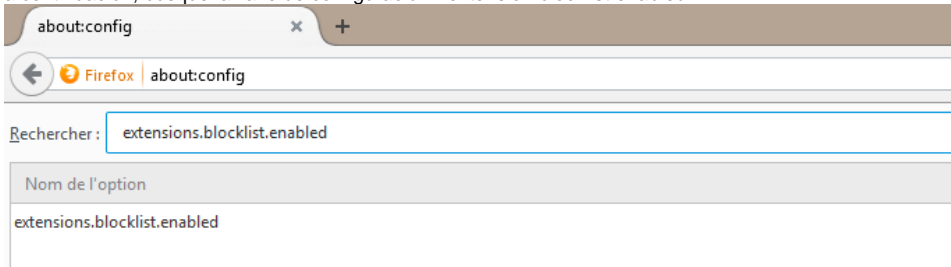 about:config × +
Firefox about:config
Rechercher : extensions.blocklist.enabled
Nom de l'option
extensions.blocklist.enabled